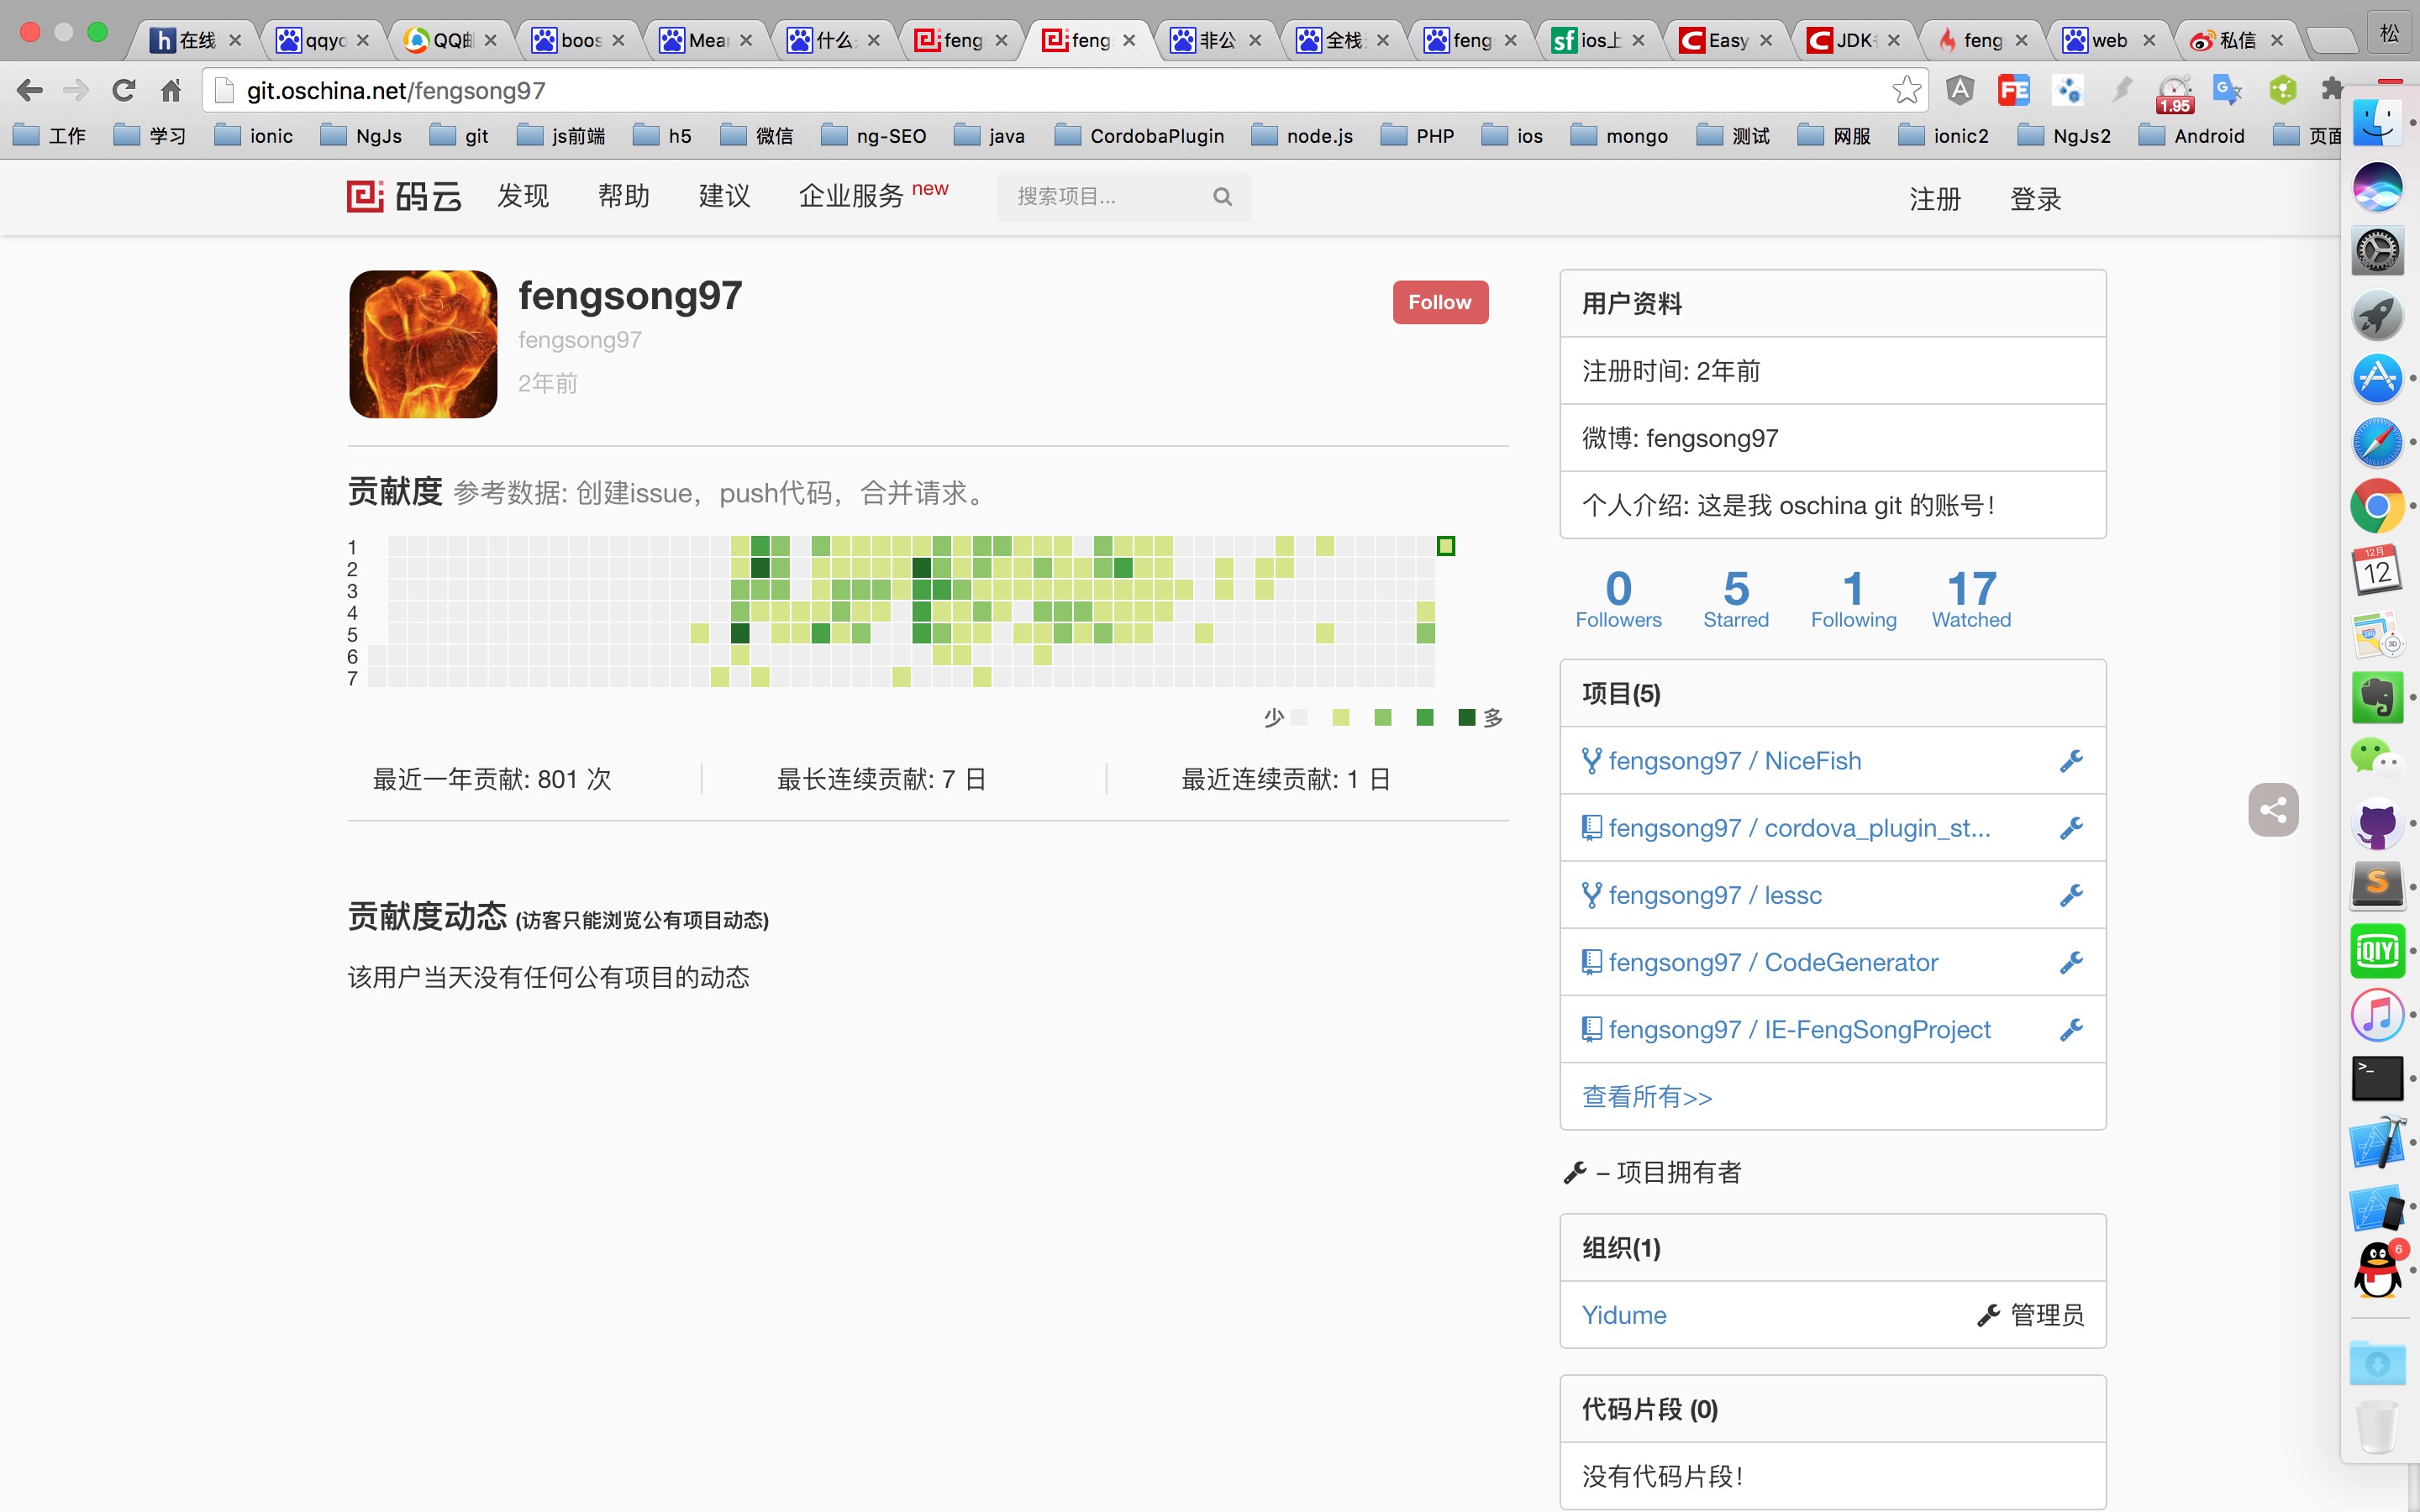 在线
qqyc
QQ邮
boos
Mear
什么
feng
feng
非公
全栈
feng
sf ios上
Easy
JDK
feng
web
私信
松
git.oschina.net/fengsong97
1.95
工作 学习 ionic NgJs git js前端 h5 微信 ng-SEO java CordobaPlugin node.js PHP ios mongo 测试 网服 ionic2 NgJs2 Android 页面
码云 发现 帮助 建议 企业服务 new 搜索项目... 注册 登录
fengsong97
Follow
fengsong97
2年前
贡献度 参考数据: 创建issue，push代码，合并请求。
1
2
3
4
5
6
7
少 多
最近一年贡献: 801 次 最长连续贡献: 7 日 最近连续贡献: 1 日
贡献度动态 (访客只能浏览公有项目动态)
该用户当天没有任何公有项目的动态
用户资料
注册时间: 2年前
微博: fengsong97
个人介绍: 这是我 oschina git 的账号！
0 5 1 17
Followers Starred Following Watched
项目(5)
fengsong97 / NiceFish
fengsong97 / cordova_plugin_st...
fengsong97 / lessc
fengsong97 / CodeGenerator
fengsong97 / IE-FengSongProject
查看所有>>
– 项目拥有者
组织(1)
Yidume 管理员
代码片段 (0)
没有代码片段！
12月
12
3D
S
iQIYI
>_
6